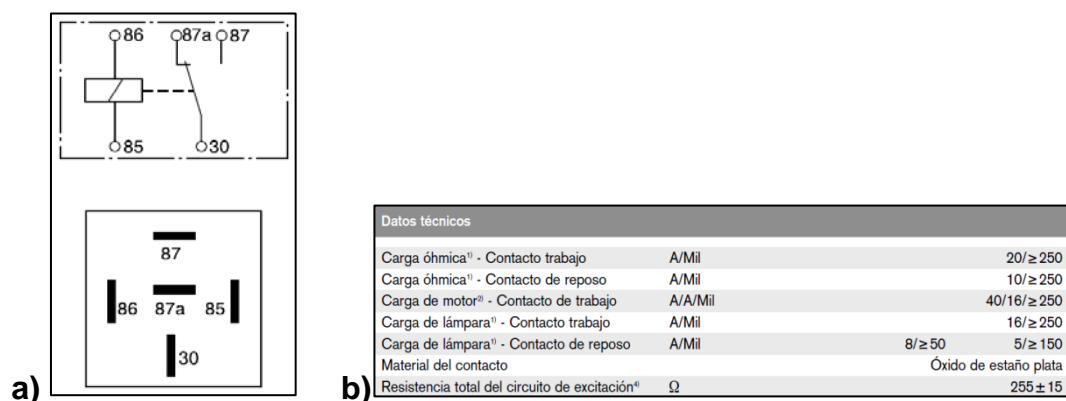 86 87a 87
85 30
87
86 87a 85
30
a)
b)
Datos técnicos
Carga óhmica¹⁾ - Contacto trabajo A/Mil 20/≥250
Carga óhmica¹⁾ - Contacto de reposo A/Mil 10/≥250
Carga de motor²⁾ - Contacto de trabajo A/A/Mil 40/16/≥250
Carga de lámpara¹⁾ - Contacto trabajo A/Mil 16/≥250
Carga de lámpara¹⁾ - Contacto de reposo A/Mil 8/≥50 5/≥150
Material del contacto Óxido de estaño plata
Resistencia total del circuito de excitación⁴⁾ Ω 255±15